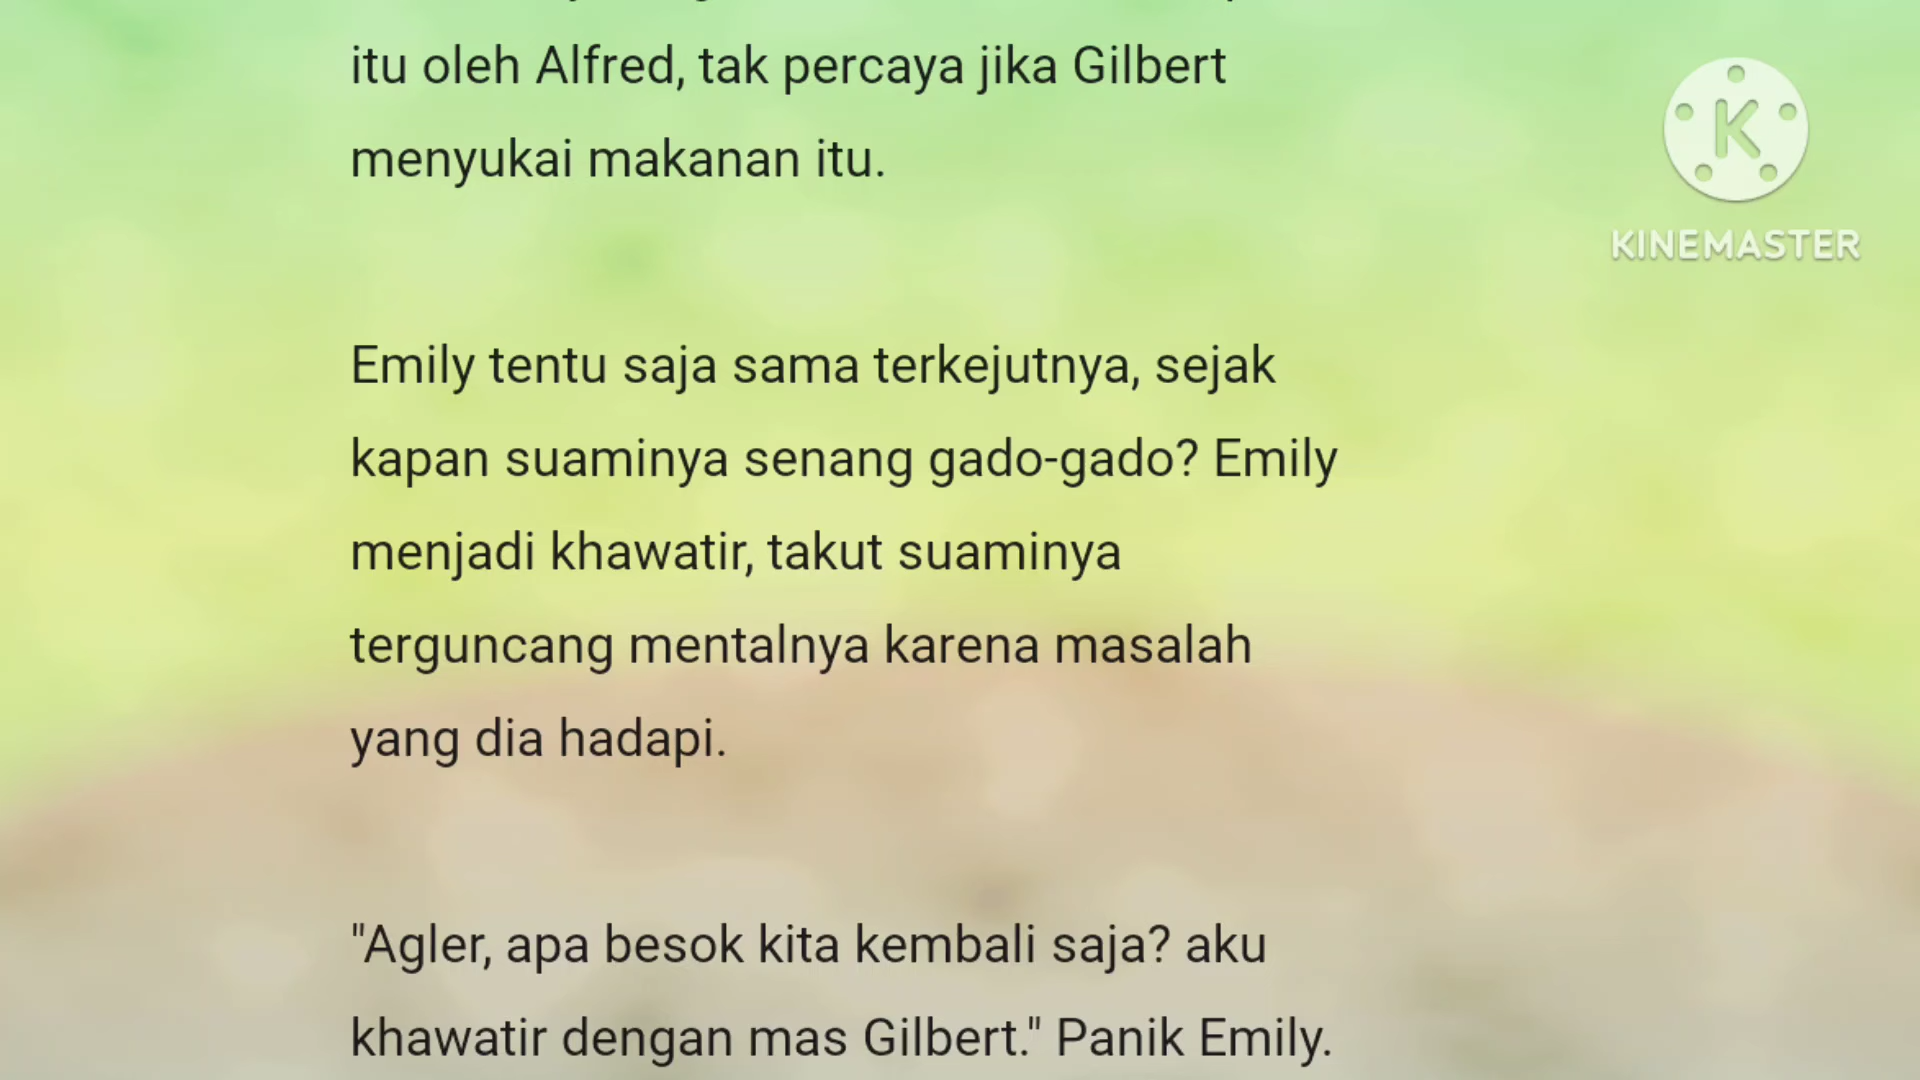 itu oleh Alfred, tak percaya jika Gilbert
menyukai makanan itu.
K
KINEMASTER
Emily tentu saja sama terkejutnya, sejak
kapan suaminya senang gado-gado? Emily
menjadi khawatir, takut suaminya
terguncang mentalnya karena masalah
yang dia hadapi.
"Agler, apa besok kita kembali saja? aku
khawatir dengan mas Gilbert." Panik Emily.